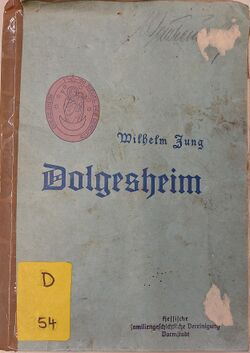 Wilhelm Jung
Dolgesheim
D
54
Hessische
familiengeschichtliche Vereinigung
Darmstadt